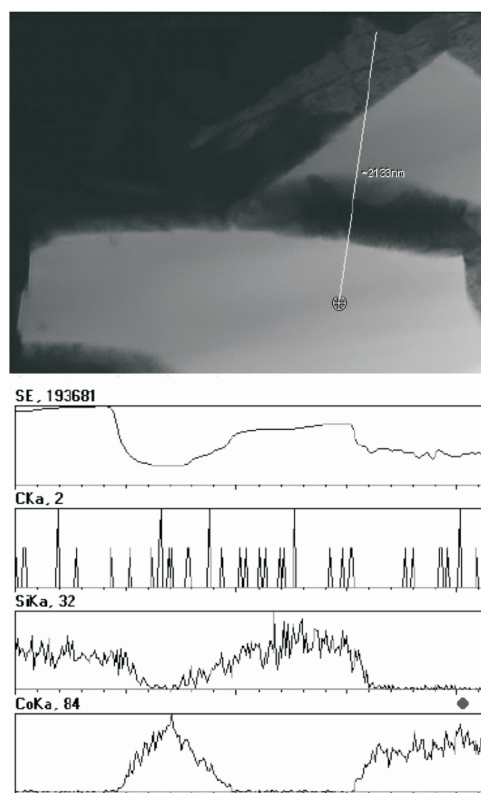 ~2133nm
SE, 193681
CKa, 2
SiKa, 32
CoKa, 84